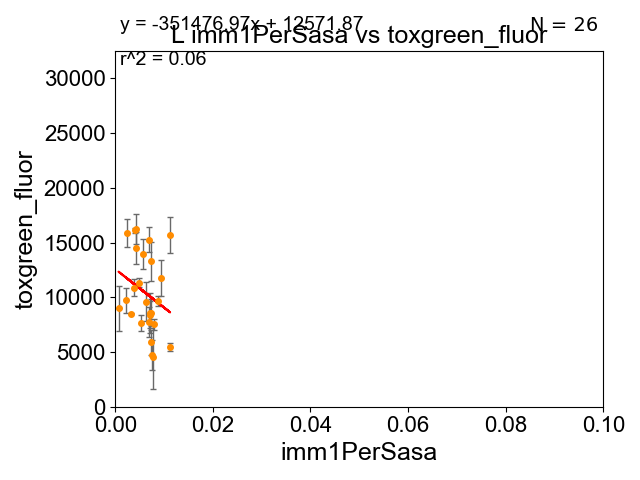 y = -351476.97x + 12571.87
N = 26
L imm1PerSasa vs toxgreen_fluor
r^2 = 0.06
30000
25000
20000
15000
10000
5000
0
toxgreen_fluor
0.00 0.02 0.04 0.06 0.08 0.10
imm1PerSasa